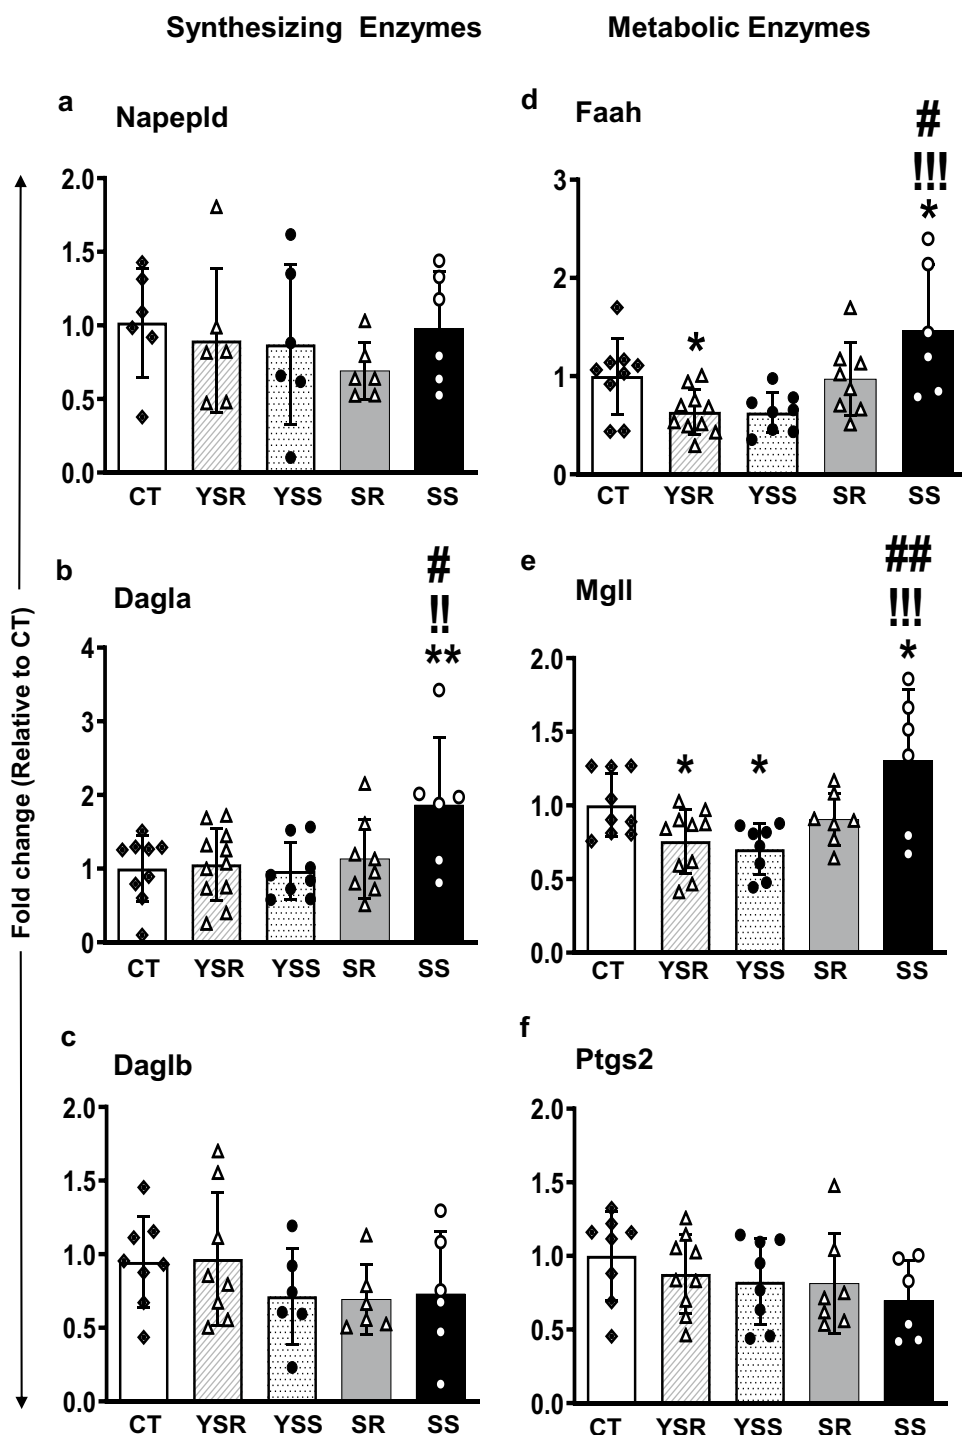 Synthesizing Enzymes
Metabolic Enzymes
Fold change (Relative to CT)
a
Napepld
2.0
1.5
1.0
0.5
0.0
CT YSR YSS SR SS
d
Faah
#
!!!
*
*
3
2
1
0
CT YSR YSS SR SS
b
Dagla
#
!!
**
4
3
2
1
0
CT YSR YSS SR SS
e
Mgll
##
!!!
*
* *
2.0
1.5
1.0
0.5
0.0
CT YSR YSS SR SS
c
Daglb
2.0
1.5
1.0
0.5
0.0
CT YSR YSS SR SS
f
Ptgs2
2.0
1.5
1.0
0.5
0.0
CT YSR YSS SR SS